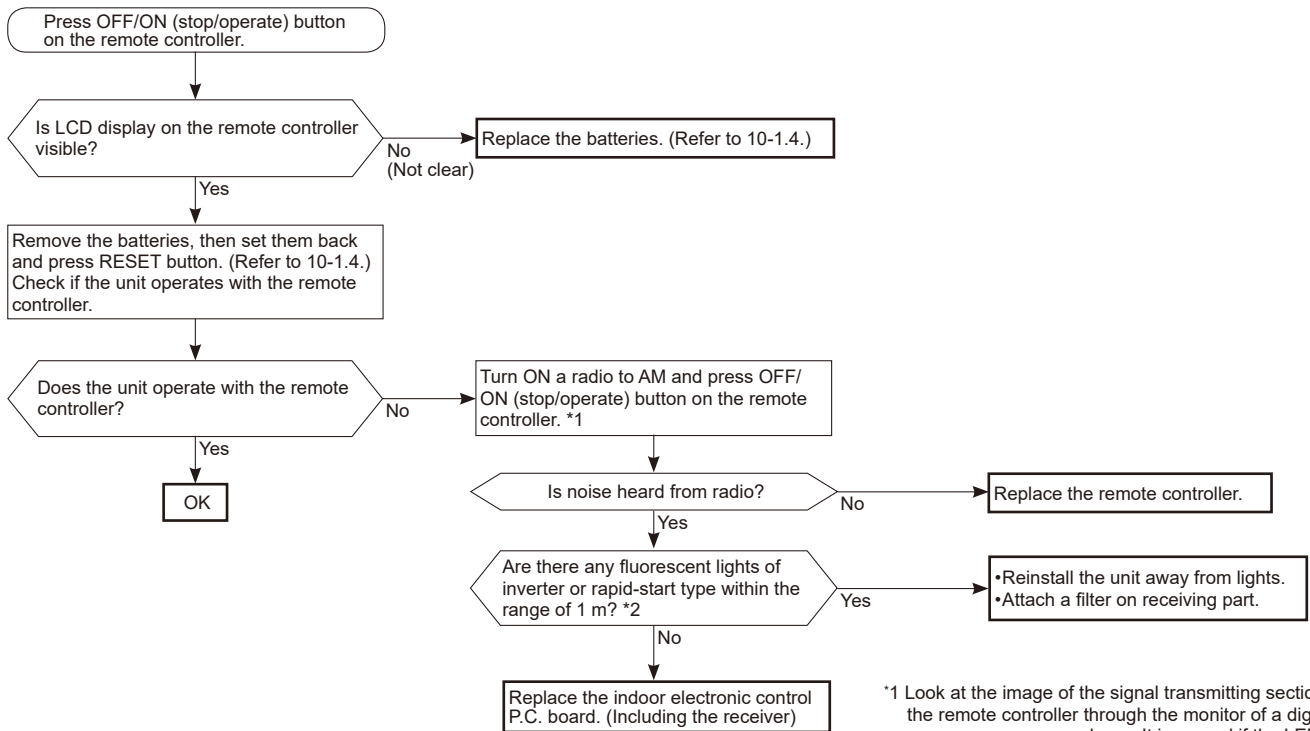 Press OFF/ON (stop/operate) button
on the remote controller.
Is LCD display on the remote controller
visible?
No
(Not clear)
Replace the batteries. (Refer to 10-1.4.)
Yes
Remove the batteries, then set them back
and press RESET button. (Refer to 10-1.4.)
Check if the unit operates with the remote
controller.
Does the unit operate with the remote
controller?
No
Turn ON a radio to AM and press OFF/
ON (stop/operate) button on the remote
controller. *1
Yes
OK
Is noise heard from radio?
No
Replace the remote controller.
Yes
Are there any fluorescent lights of
inverter or rapid-start type within the
range of 1 m? *2
Yes
•Reinstall the unit away from lights.
•Attach a filter on receiving part.
No
Replace the indoor electronic control
P.C. board. (Including the receiver)
*1 Look at the image of the signal transmitting
the remote controller through the monitor of a